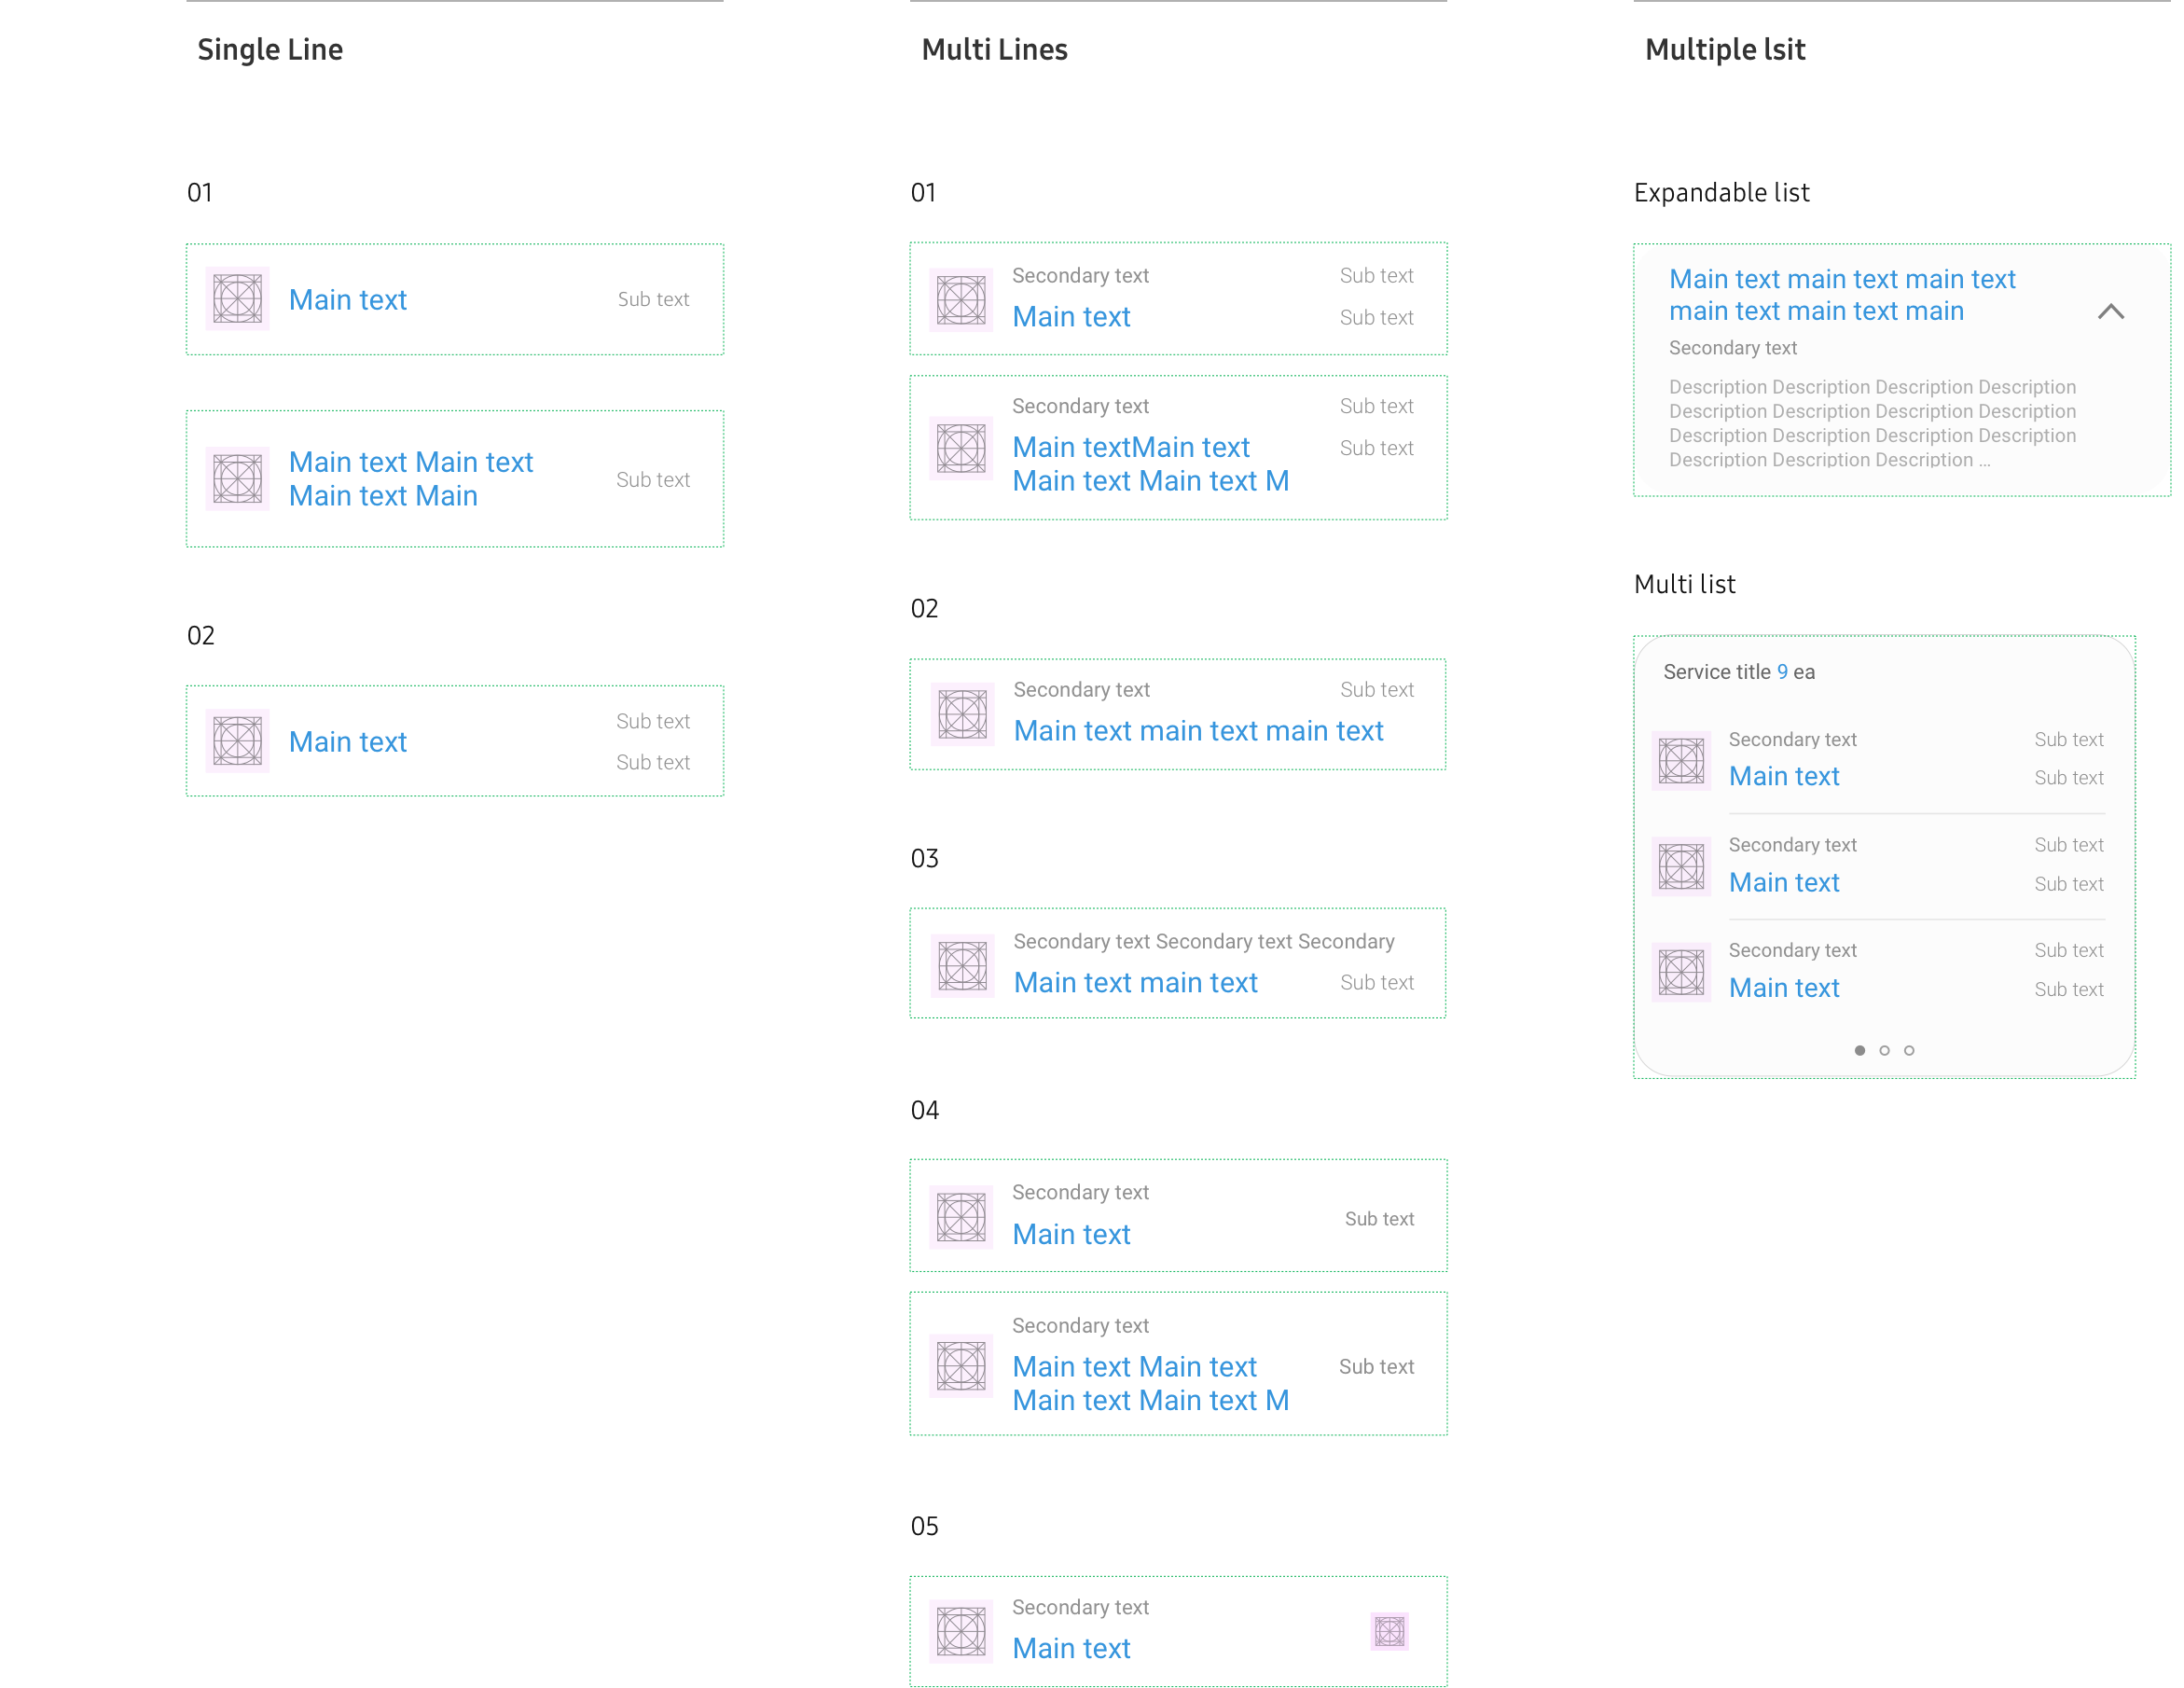 Single Line
01
Main text
Sub text
Main text Main text
Main text Main
Sub text
02
Main text
Sub text
Sub text
Multi Lines
01
Secondary text
Sub text
Main text
Sub text
Secondary text
Sub text
Main textMain text
Sub text
Main text Main text M
02
Secondary text
Sub text
Main text main text main text
03
Secondary text Secondary text Secondary
Main text main text
Sub text
04
Secondary text
Main text
Sub text
Secondary text
Main text Main text
Sub text
Main text Main text M
05
Secondary text
Main text
Multiple lsit
Expandable list
Main text main text main text
main text main text main
Secondary text
Description Description Description Description
Description Description Description Description
Description Description Description Description
Description Description Description ...
Multi list
Service title 9 ea
Secondary text
Sub text
Main text
Sub text
Secondary text
Sub text
Main text
Sub text
Secondary text
Sub text
Main text
Sub text